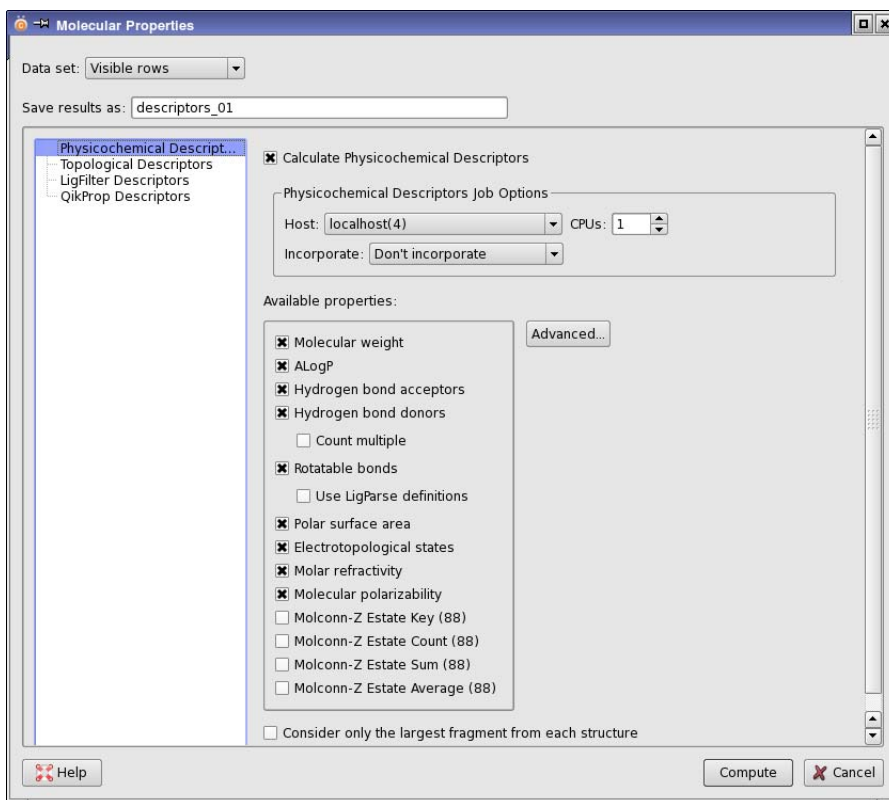 Molecular Properties
Data set: Visible rows
Save results as: descriptors_01
Physicochemical Descript...
Topological Descriptors
LigFilter Descriptors
QikProp Descriptors
Calculate Physicochemical Descriptors
Physicochemical Descriptors Job Options
Host: localhost(4) CPUs: 1
Incorporate: Don't incorporate
Available properties:
Advanced...
Molecular weight
ALogP
Hydrogen bond acceptors
Hydrogen bond donors
Count multiple
Rotatable bonds
Use LigParse definitions
Polar surface area
Electrotopological states
Molar refractivity
Molecular polarizability
Molconn-Z Estate Key (88)
Molconn-Z Estate Count (88)
Molconn-Z Estate Sum (88)
Molconn-Z Estate Average (88)
Consider only the largest fragment from each structure
Help Compute Cancel